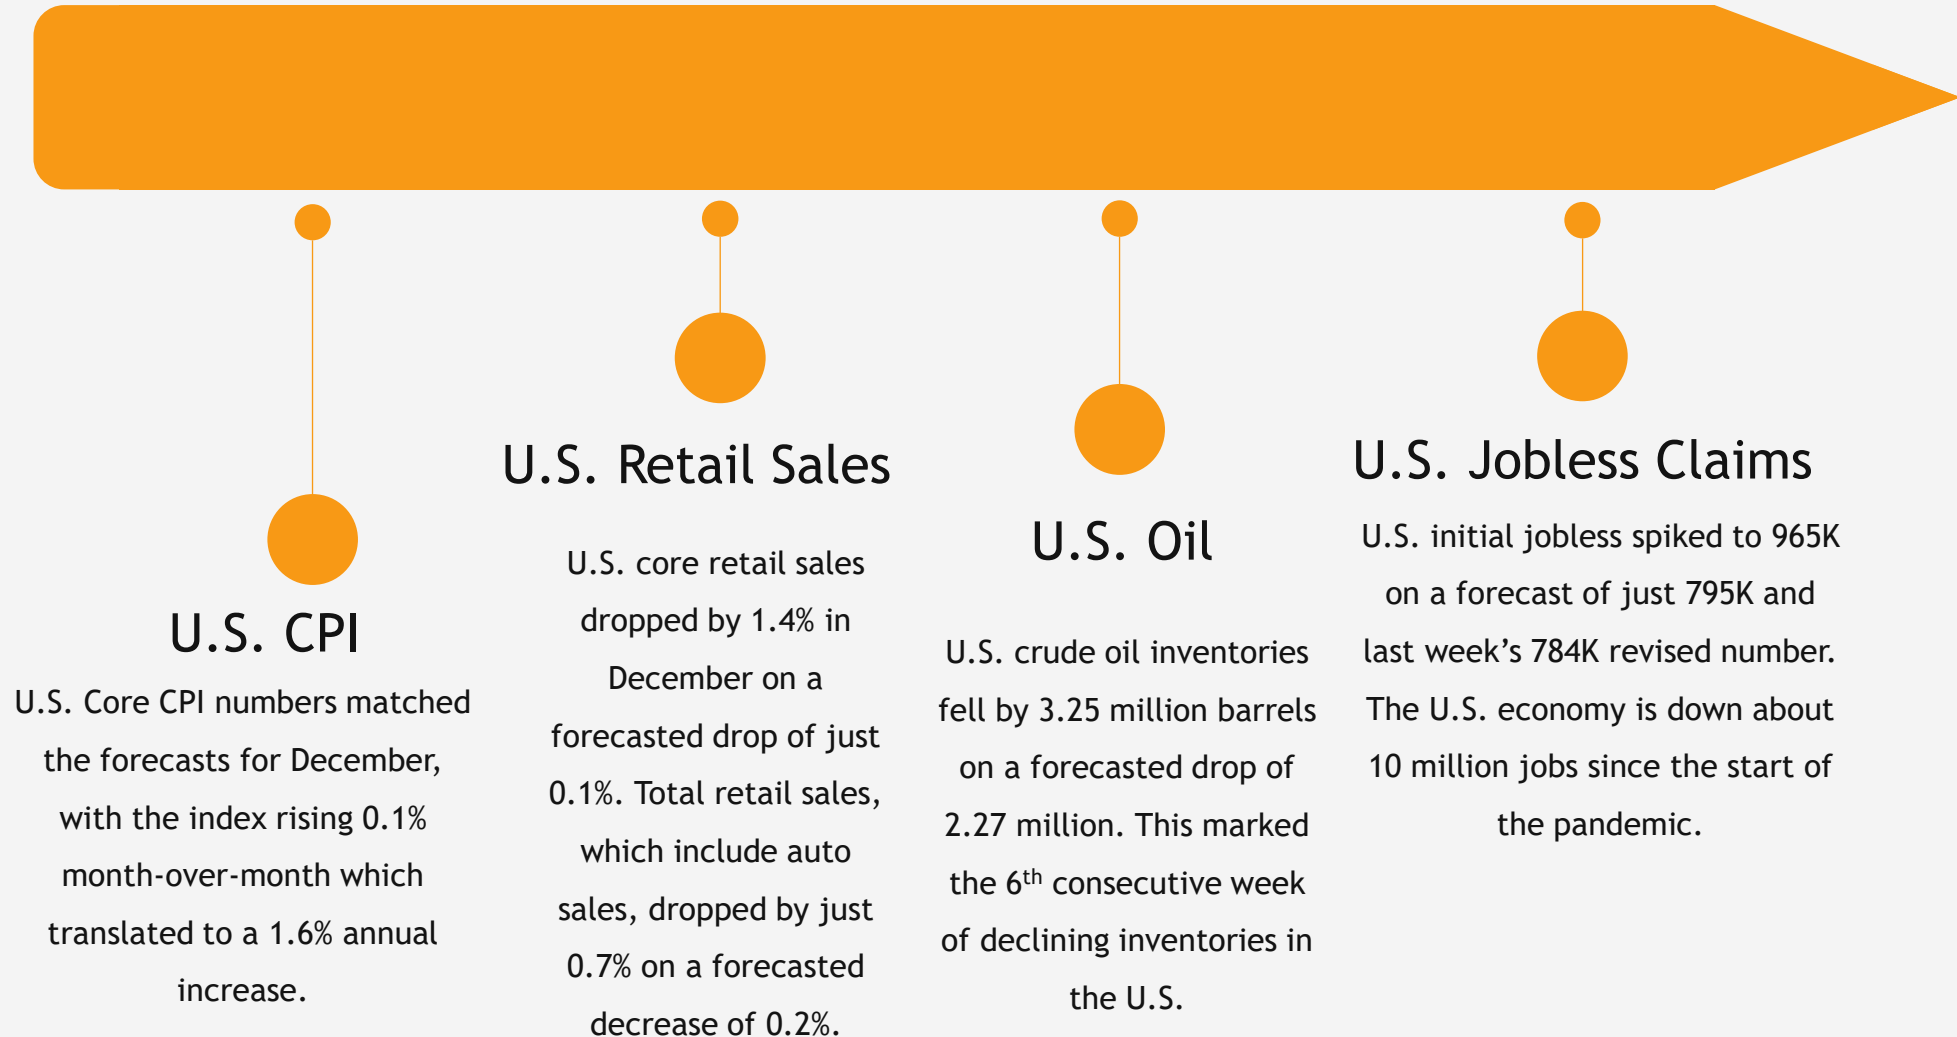 U.S. CPI
U.S. Core CPI numbers matched
the forecasts for December,
with the index rising 0.1%
month-over-month which
translated to a 1.6% annual
increase.
U.S. Retail Sales
U.S. core retail sales
dropped by 1.4% in
December on a
forecasted drop of just
0.1%. Total retail sales,
which include auto
sales, dropped by just
0.7% on a forecasted
decrease of 0.2%.
U.S. Oil
U.S. crude oil inventories
fell by 3.25 million barrels
on a forecasted drop of
2.27 million. This marked
the 6th consecutive week
of declining inventories in
the U.S.
U.S. Jobless Claims
U.S. initial jobless spiked to 965K
on a forecast of just 795K and
last week’s 784K revised number.
The U.S. economy is down about
10 million jobs since the start of
the pandemic.